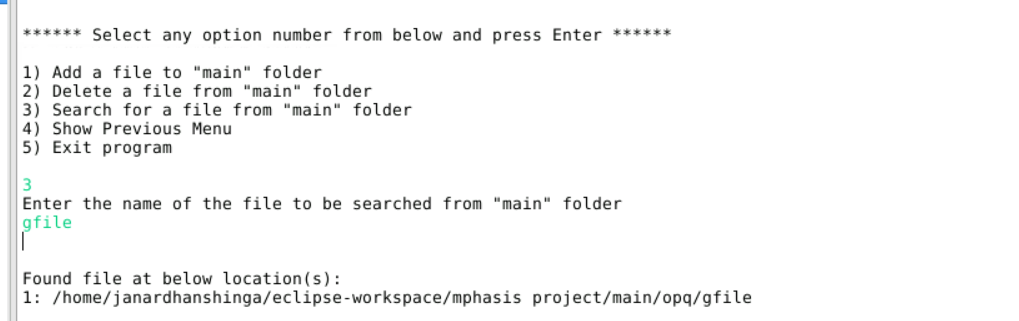 ****** Select any option number from below and press Enter ******
1) Add a file to "main" folder
2) Delete a file from "main" folder
3) Search for a file from "main" folder
4) Show Previous Menu
5) Exit program
3
Enter the name of the file to be searched from "main" folder
gfile
Found file at below location(s):
1: /home/janardhanshinga/eclipse-workspace/mphasis project/main/opq/gfile